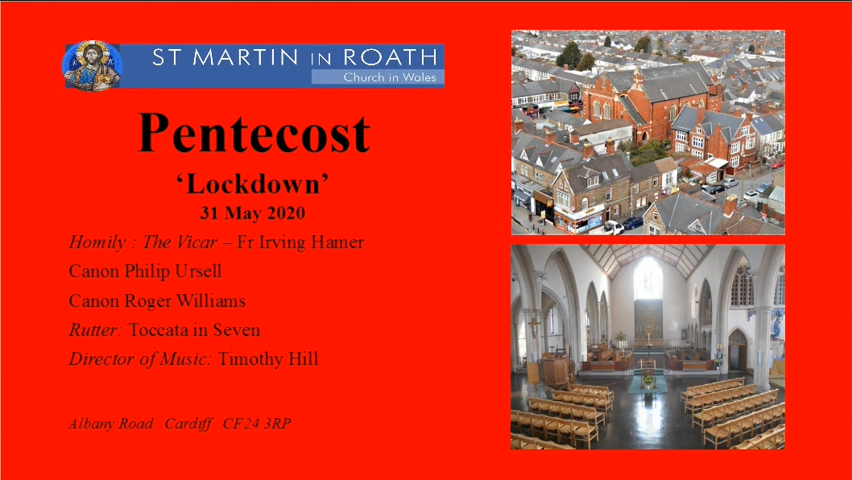 ST MARTIN IN ROATH
Church in Wales
Pentecost
‘Lockdown’
31 May 2020
Homily : The Vicar – Fr Irving Hamer
Canon Philip Ursell
Canon Roger Williams
Rutter: Toccata in Seven
Director of Music: Timothy Hill
Albany Road Cardiff CF24 3RP